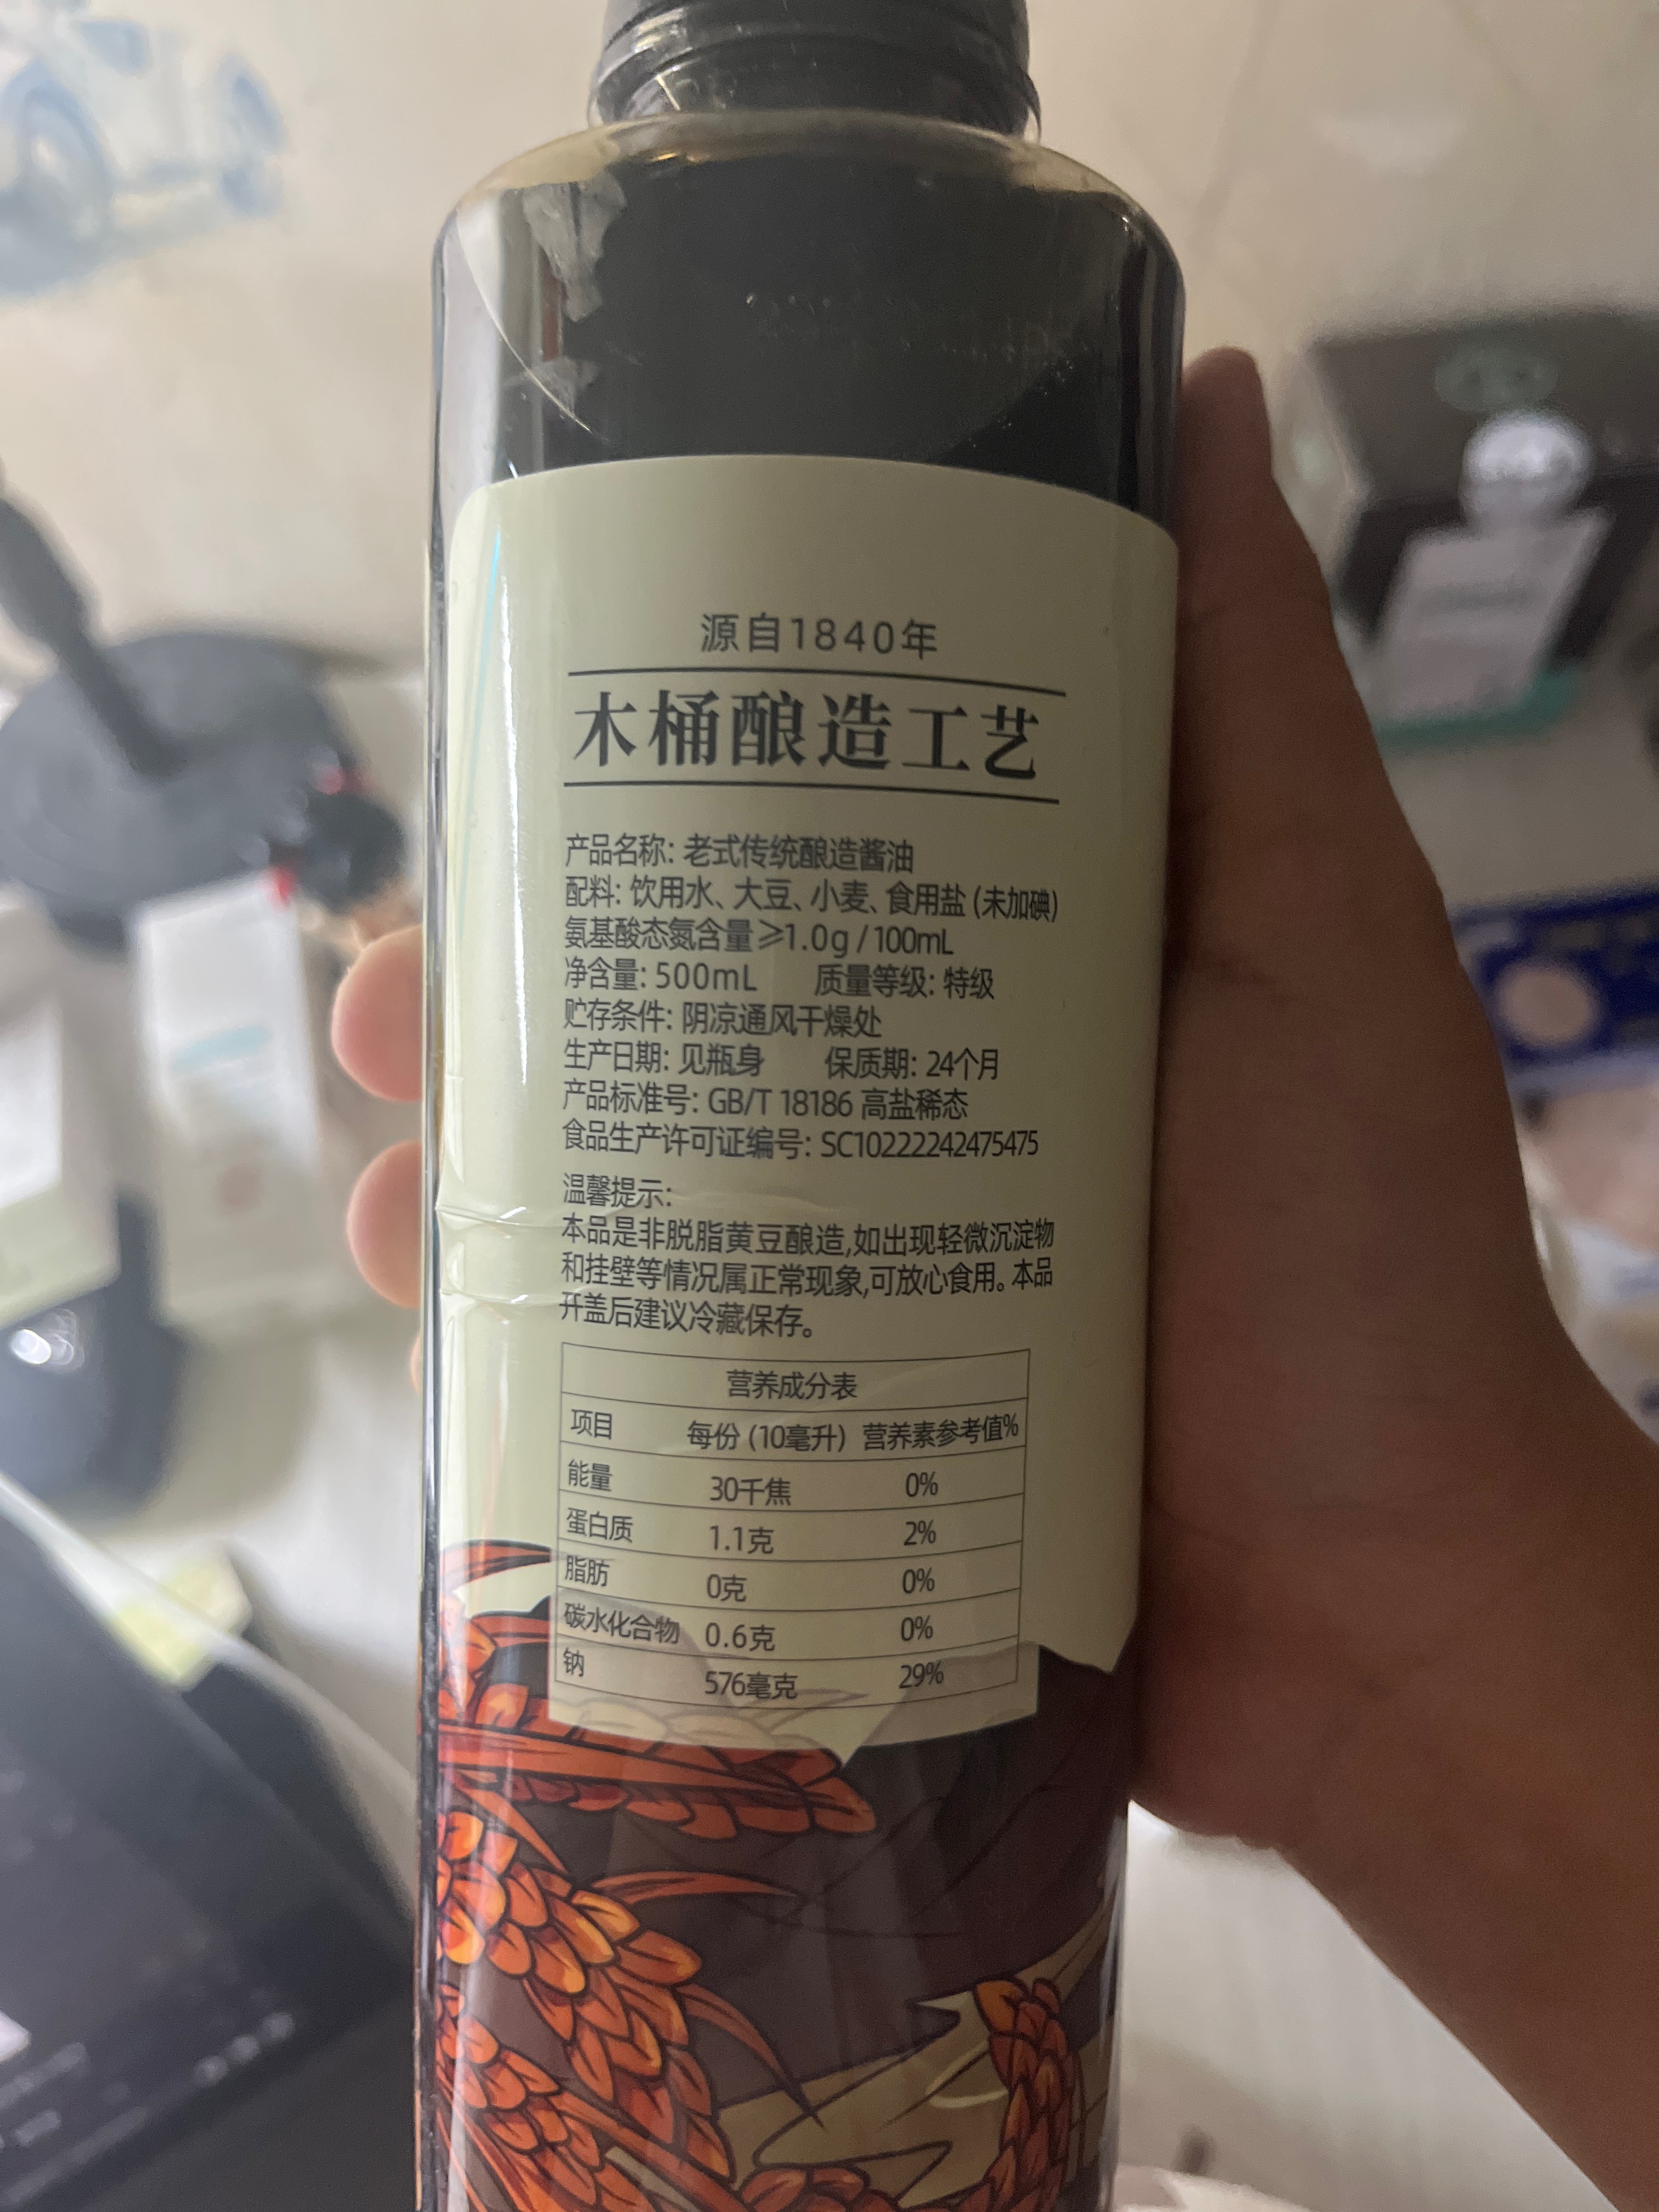 源自1840年
木桶酿造工艺
产品名称: 老式传统酿造酱油
配料: 饮用水、大豆、小麦、食用盐 (未加碘)
氨基酸态氮含量≥1.0g / 100mL
净含量: 500mL 质量等级: 特级
贮存条件: 阴凉通风干燥处
生产日期: 见瓶身 保质期: 24个月
产品标准号: GB/T 18186 高盐稀态
食品生产许可证编号: SC10222242475475
温馨提示:
本品是非脱脂黄豆酿造,如出现轻微沉淀物
和挂壁等情况属正常现象,可放心食用。本品
开盖后建议冷藏保存。
营养成分表
项目 每份 (10毫升) 营养素参考值%
能量 30千焦 0%
蛋白质 1.1克 2%
脂肪 0克 0%
碳水化合物 0.6克 0%
钠 576毫克 29%